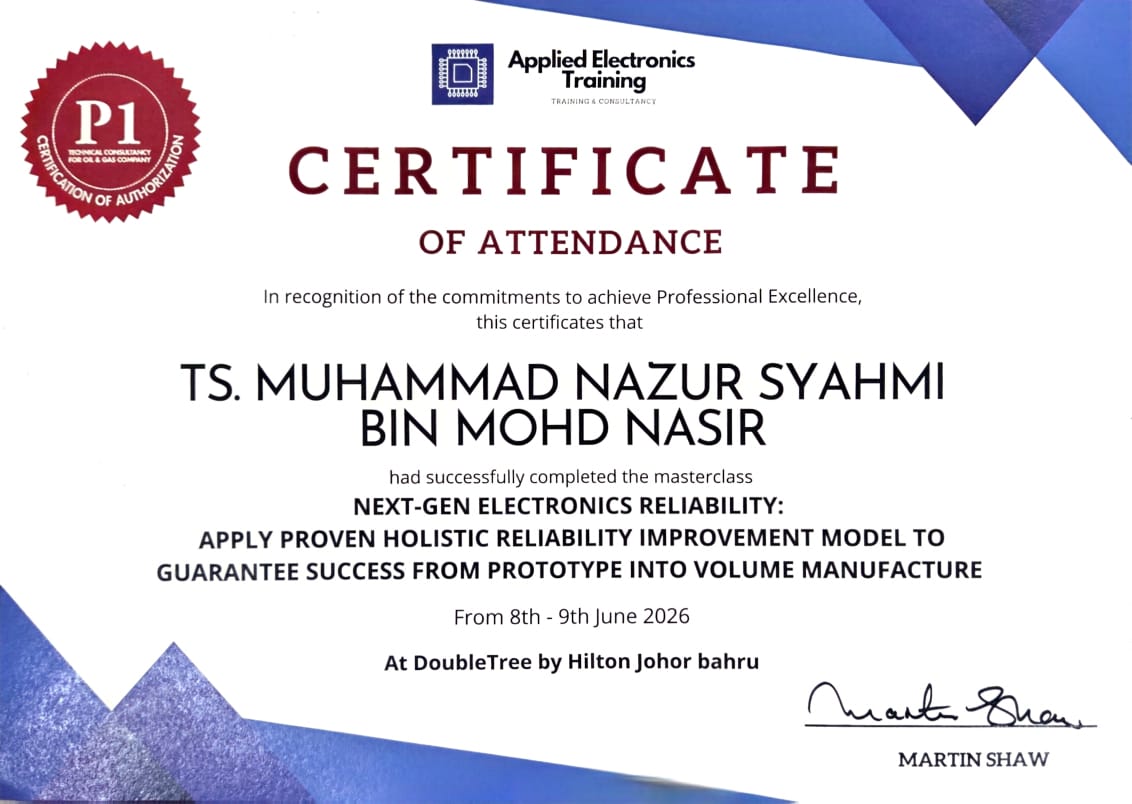 Applied Electronics
Training
TRAINING & CONSULTANCY
P1
TECHNICAL CONSULTANCY
FOR OIL & GAS COMPANY
CERTIFICATION OF AUTHORIZATION
CERTIFICATE
OF ATTENDANCE
In recognition of the commitments to achieve Professional Excellence,
this certificates that
TS. MUHAMMAD NAZUR SYAHMI
BIN MOHD NASIR
had successfully completed the masterclass
NEXT-GEN ELECTRONICS RELIABILITY:
APPLY PROVEN HOLISTIC RELIABILITY IMPROVEMENT MODEL TO
GUARANTEE SUCCESS FROM PROTOTYPE INTO VOLUME MANUFACTURE
From 8th - 9th June 2026
At DoubleTree by Hilton Johor bahru
Martin Shaw
MARTIN SHAW